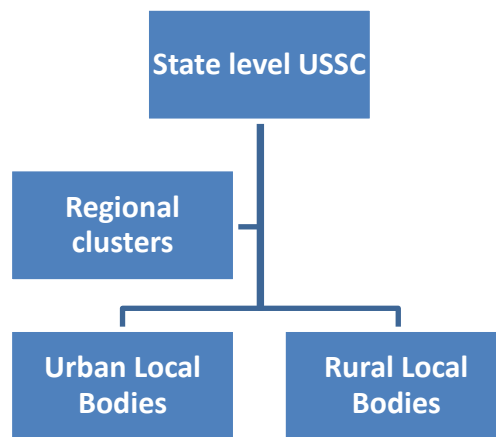 State level USSC
Regional
clusters
Urban Local
Bodies
Rural Local
Bodies